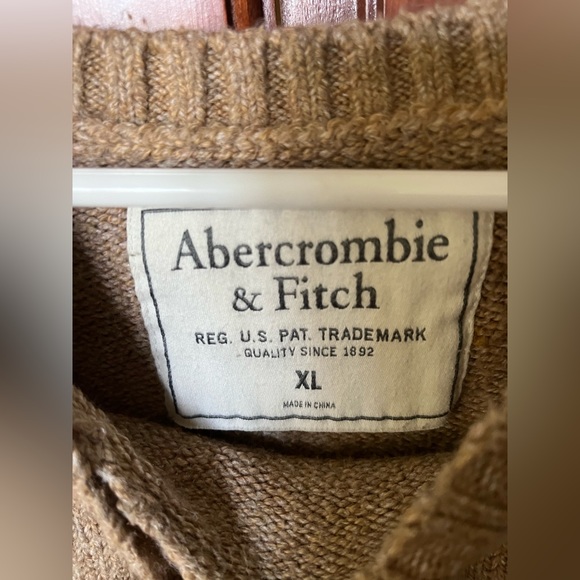 Abercrombie
& Fitch
REG. U.S. PAT. TRADEMARK
QUALITY SINCE 1892
XL
MADE IN CHINA